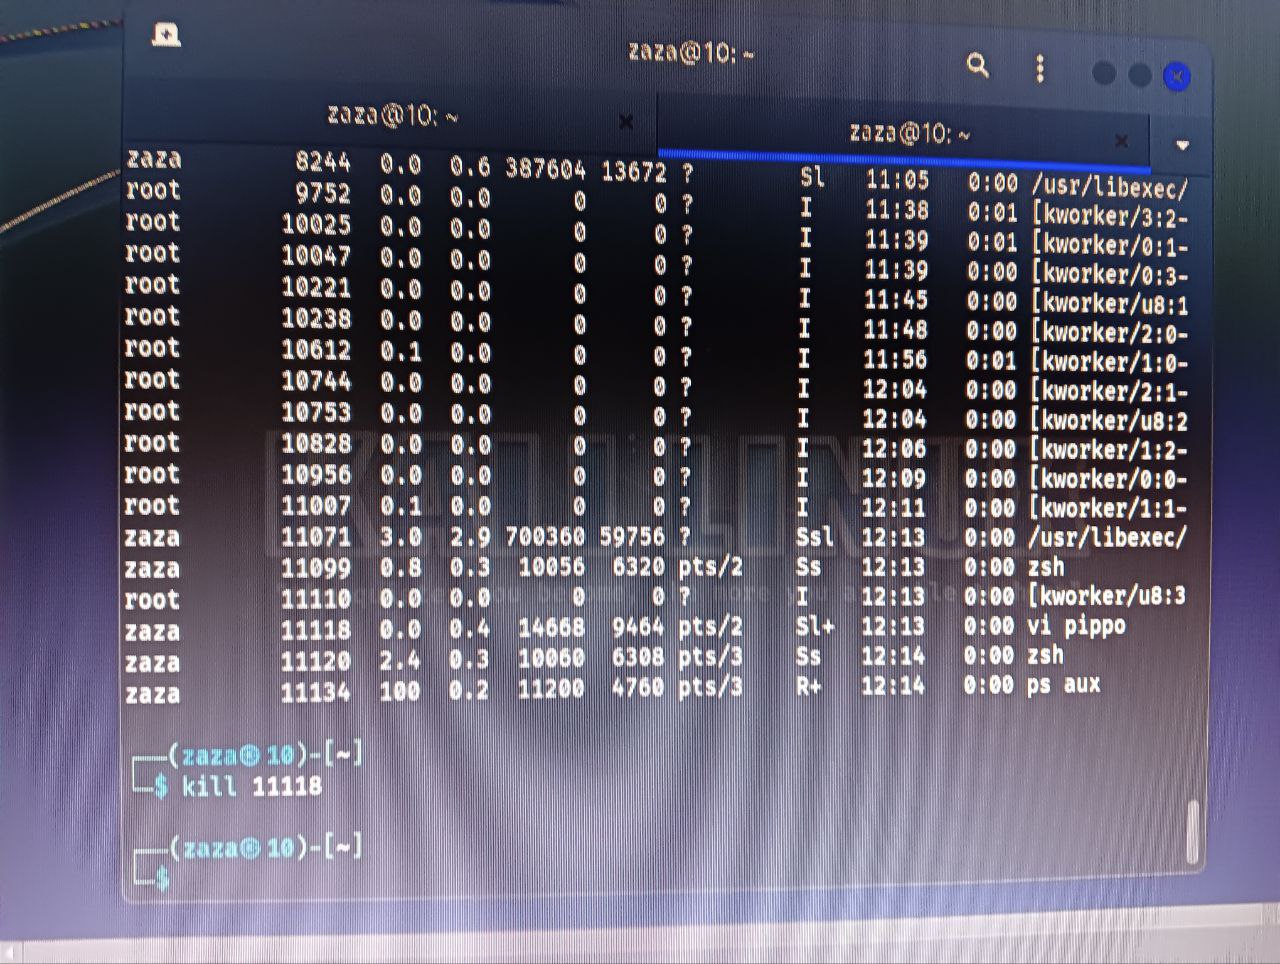 zaza@10: ~
zaza@10: ~ zaza@10: ~
zaza 8244 0.0 0.6 387604 13672 ? Sl 11:05 0:00 /usr/libexec/
root 9752 0.0 0.0 0 0 ? I 11:38 0:01 [kworker/3:2-
root 10025 0.0 0.0 0 0 ? I 11:39 0:01 [kworker/0:1-
root 10047 0.0 0.0 0 0 ? I 11:39 0:00 [kworker/0:3-
root 10221 0.0 0.0 0 0 ? I 11:45 0:00 [kworker/u8:1
root 10238 0.0 0.0 0 0 ? I 11:48 0:00 [kworker/2:0-
root 10612 0.1 0.0 0 0 ? I 11:56 0:01 [kworker/1:0-
root 10744 0.0 0.0 0 0 ? I 12:04 0:00 [kworker/2:1-
root 10753 0.0 0.0 0 0 ? I 12:04 0:00 [kworker/u8:2
root 10828 0.0 0.0 0 0 ? I 12:06 0:00 [kworker/1:2-
root 10956 0.0 0.0 0 0 ? I 12:09 0:00 [kworker/0:0-
root 11007 0.1 0.0 0 0 ? I 12:11 0:00 [kworker/1:1-
zaza 11071 3.0 2.9 700360 59756 ? Ssl 12:13 0:00 /usr/libexec/
zaza 11099 0.8 0.3 10056 6320 pts/2 Ss 12:13 0:00 zsh
root 11110 0.0 0.0 0 0 ? I 12:13 0:00 [kworker/u8:3
zaza 11118 0.0 0.4 14668 9464 pts/2 Sl+ 12:13 0:00 vi pippo
zaza 11120 2.4 0.3 10060 6308 pts/3 Ss 12:14 0:00 zsh
zaza 11134 100 0.2 11200 4760 pts/3 R+ 12:14 0:00 ps aux
┌──(zaza㉿10)-[~]
└─$ kill 11118
┌──(zaza㉿10)-[~]
└─$
KALI LINUX